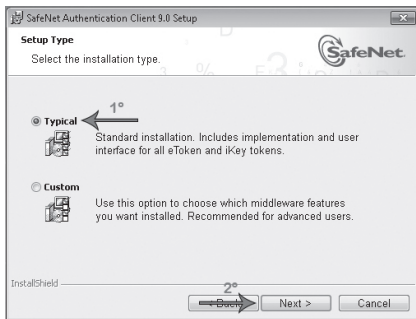 SafeNet Authentication Client 9.0 Setup
Setup Type
Select the installation type.
SafeNet.
1º
Typical
Standard installation. Includes implementation and user
interface for all eToken and iKey tokens.
Custom
Use this option to choose which middleware features
you want installed. Recommended for advanced users.
InstallShield
2º
< Back
Next >
Cancel